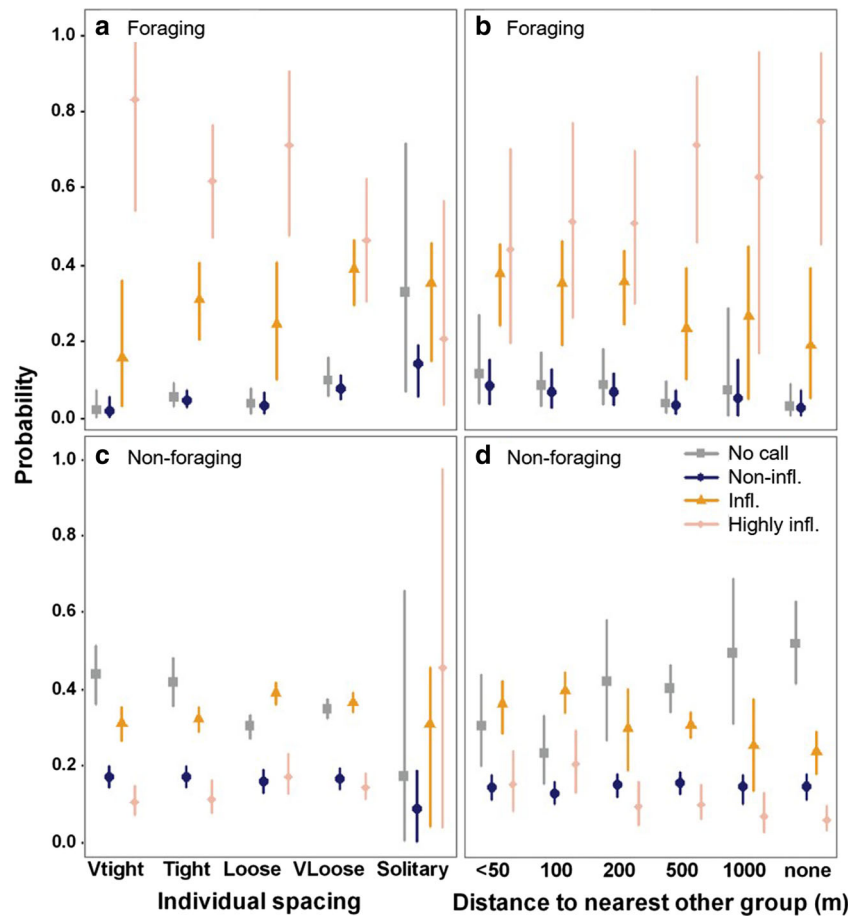 a Foraging
b Foraging
1.0
0.8
0.6
0.4
0.2
0.0
Probability
c Non-foraging
d Non-foraging
No call
Non-infl.
Infl.
Highly infl.
1.0
0.8
0.6
0.4
0.2
0.0
Vtight Tight Loose VLoose Solitary
<50 100 200 500 1000 none
Individual spacing
Distance to nearest other group (m)